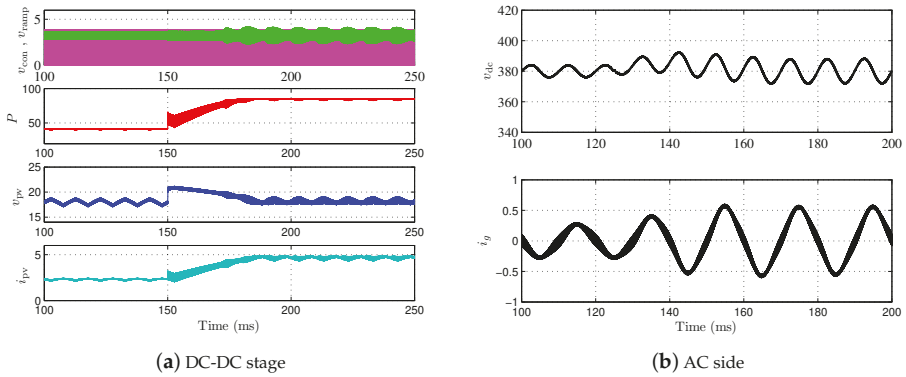 v_con , v_ramp
5
0
100 150 200 250
P
100
50
100 150 200 250
v_pv
25
20
15
100 150 200 250
i_pv
5
0
100 150 200 250
Time (ms)
(a) DC-DC stage
v_dc
420
400
380
360
340
100 120 140 160 180 200
i_g
1
0.5
0
−0.5
−1
100 120 140 160 180 200
Time (ms)
(b) AC side